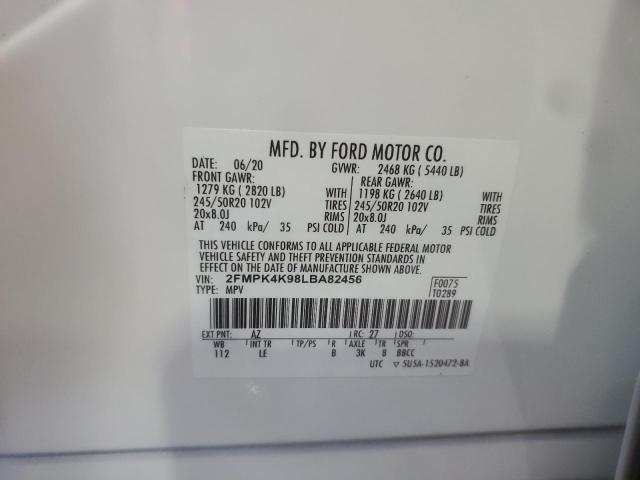 MFD. BY FORD MOTOR CO.
DATE: 06/20 GVWR: 2468 KG ( 5440 LB)
FRONT GAWR: REAR GAWR:
1279 KG ( 2820 LB) WITH 1198 KG ( 2640 LB) WITH
245/50R20 102V TIRES 245/50R20 102V TIRES
20x8.0J RIMS 20x8.0J RIMS
AT 240 kPa/ 35 PSI COLD AT 240 kPa/ 35 PSI COLD
THIS VEHICLE CONFORMS TO ALL APPLICABLE FEDERAL MOTOR
VEHICLE SAFETY AND THEFT PREVENTION STANDARDS IN
EFFECT ON THE DATE OF MANUFACTURE SHOWN ABOVE.
VIN: 2FMPK4K98LBA82456 F0075
TYPE: MPV T0289
EXT PNT: AZ RC: 27 DSO:
WB INT TR TP/PS R AXLE TR SPR
112 LE B 3K 8 BBCC
UTC ▽ 5U5A-1520472-BA